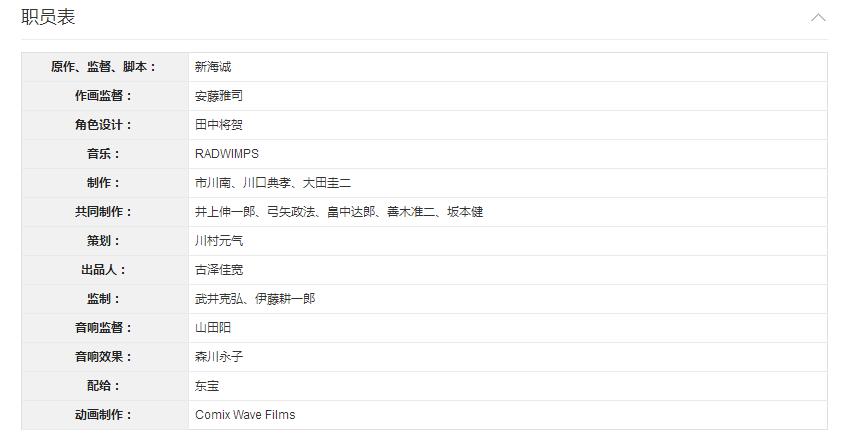 职员表
原作、监督、脚本： 新海诚
作画监督： 安藤雅司
角色设计： 田中将贺
音乐： RADWIMPS
制作： 市川南、川口典孝、大田圭二
共同制作： 井上伸一郎、弓矢政法、畠中达郎、善木准二、坂本健
策划： 川村元气
出品人： 古泽佳宽
监制： 武井克弘、伊藤耕一郎
音响监督： 山田阳
音响效果： 森川永子
配给： 东宝
动画制作： Comix Wave Films